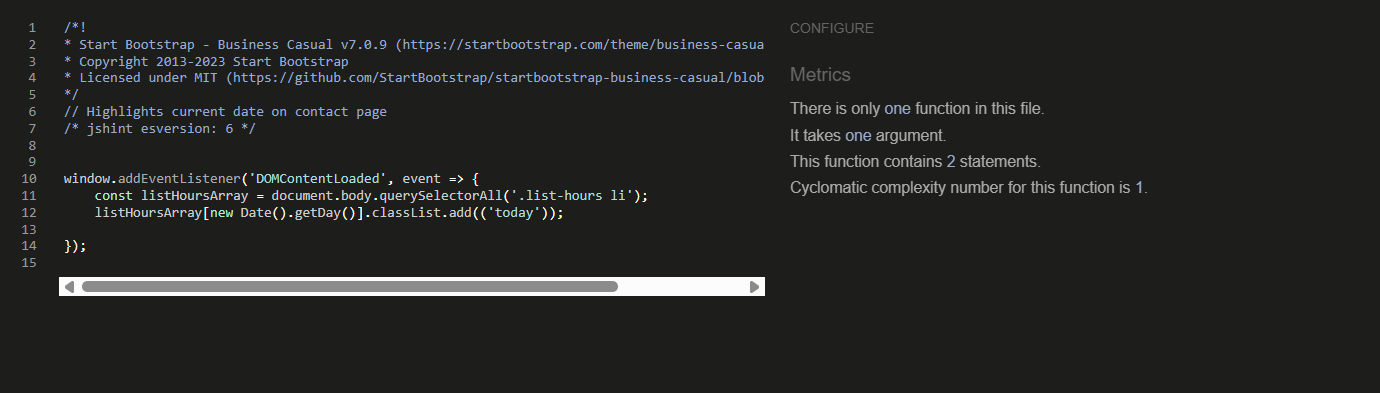 1 /*!
2 * Start Bootstrap - Business Casual v7.0.9 (https://startbootstrap.com/theme/business-casua
3 * Copyright 2013-2023 Start Bootstrap
4 * Licensed under MIT (https://github.com/StartBootstrap/startbootstrap-business-casual/blob
5 */
6 // Highlights current date on contact page
7 /* jshint esversion: 6 */
8
9
10 window.addEventListener('DOMContentLoaded', event => {
11     const listHoursArray = document.body.querySelectorAll('.list-hours li');
12     listHoursArray[new Date().getDay()].classList.add(('today'));
13
14 });
15
CONFIGURE
Metrics
There is only one function in this file.
It takes one argument.
This function contains 2 statements.
Cyclomatic complexity number for this function is 1.